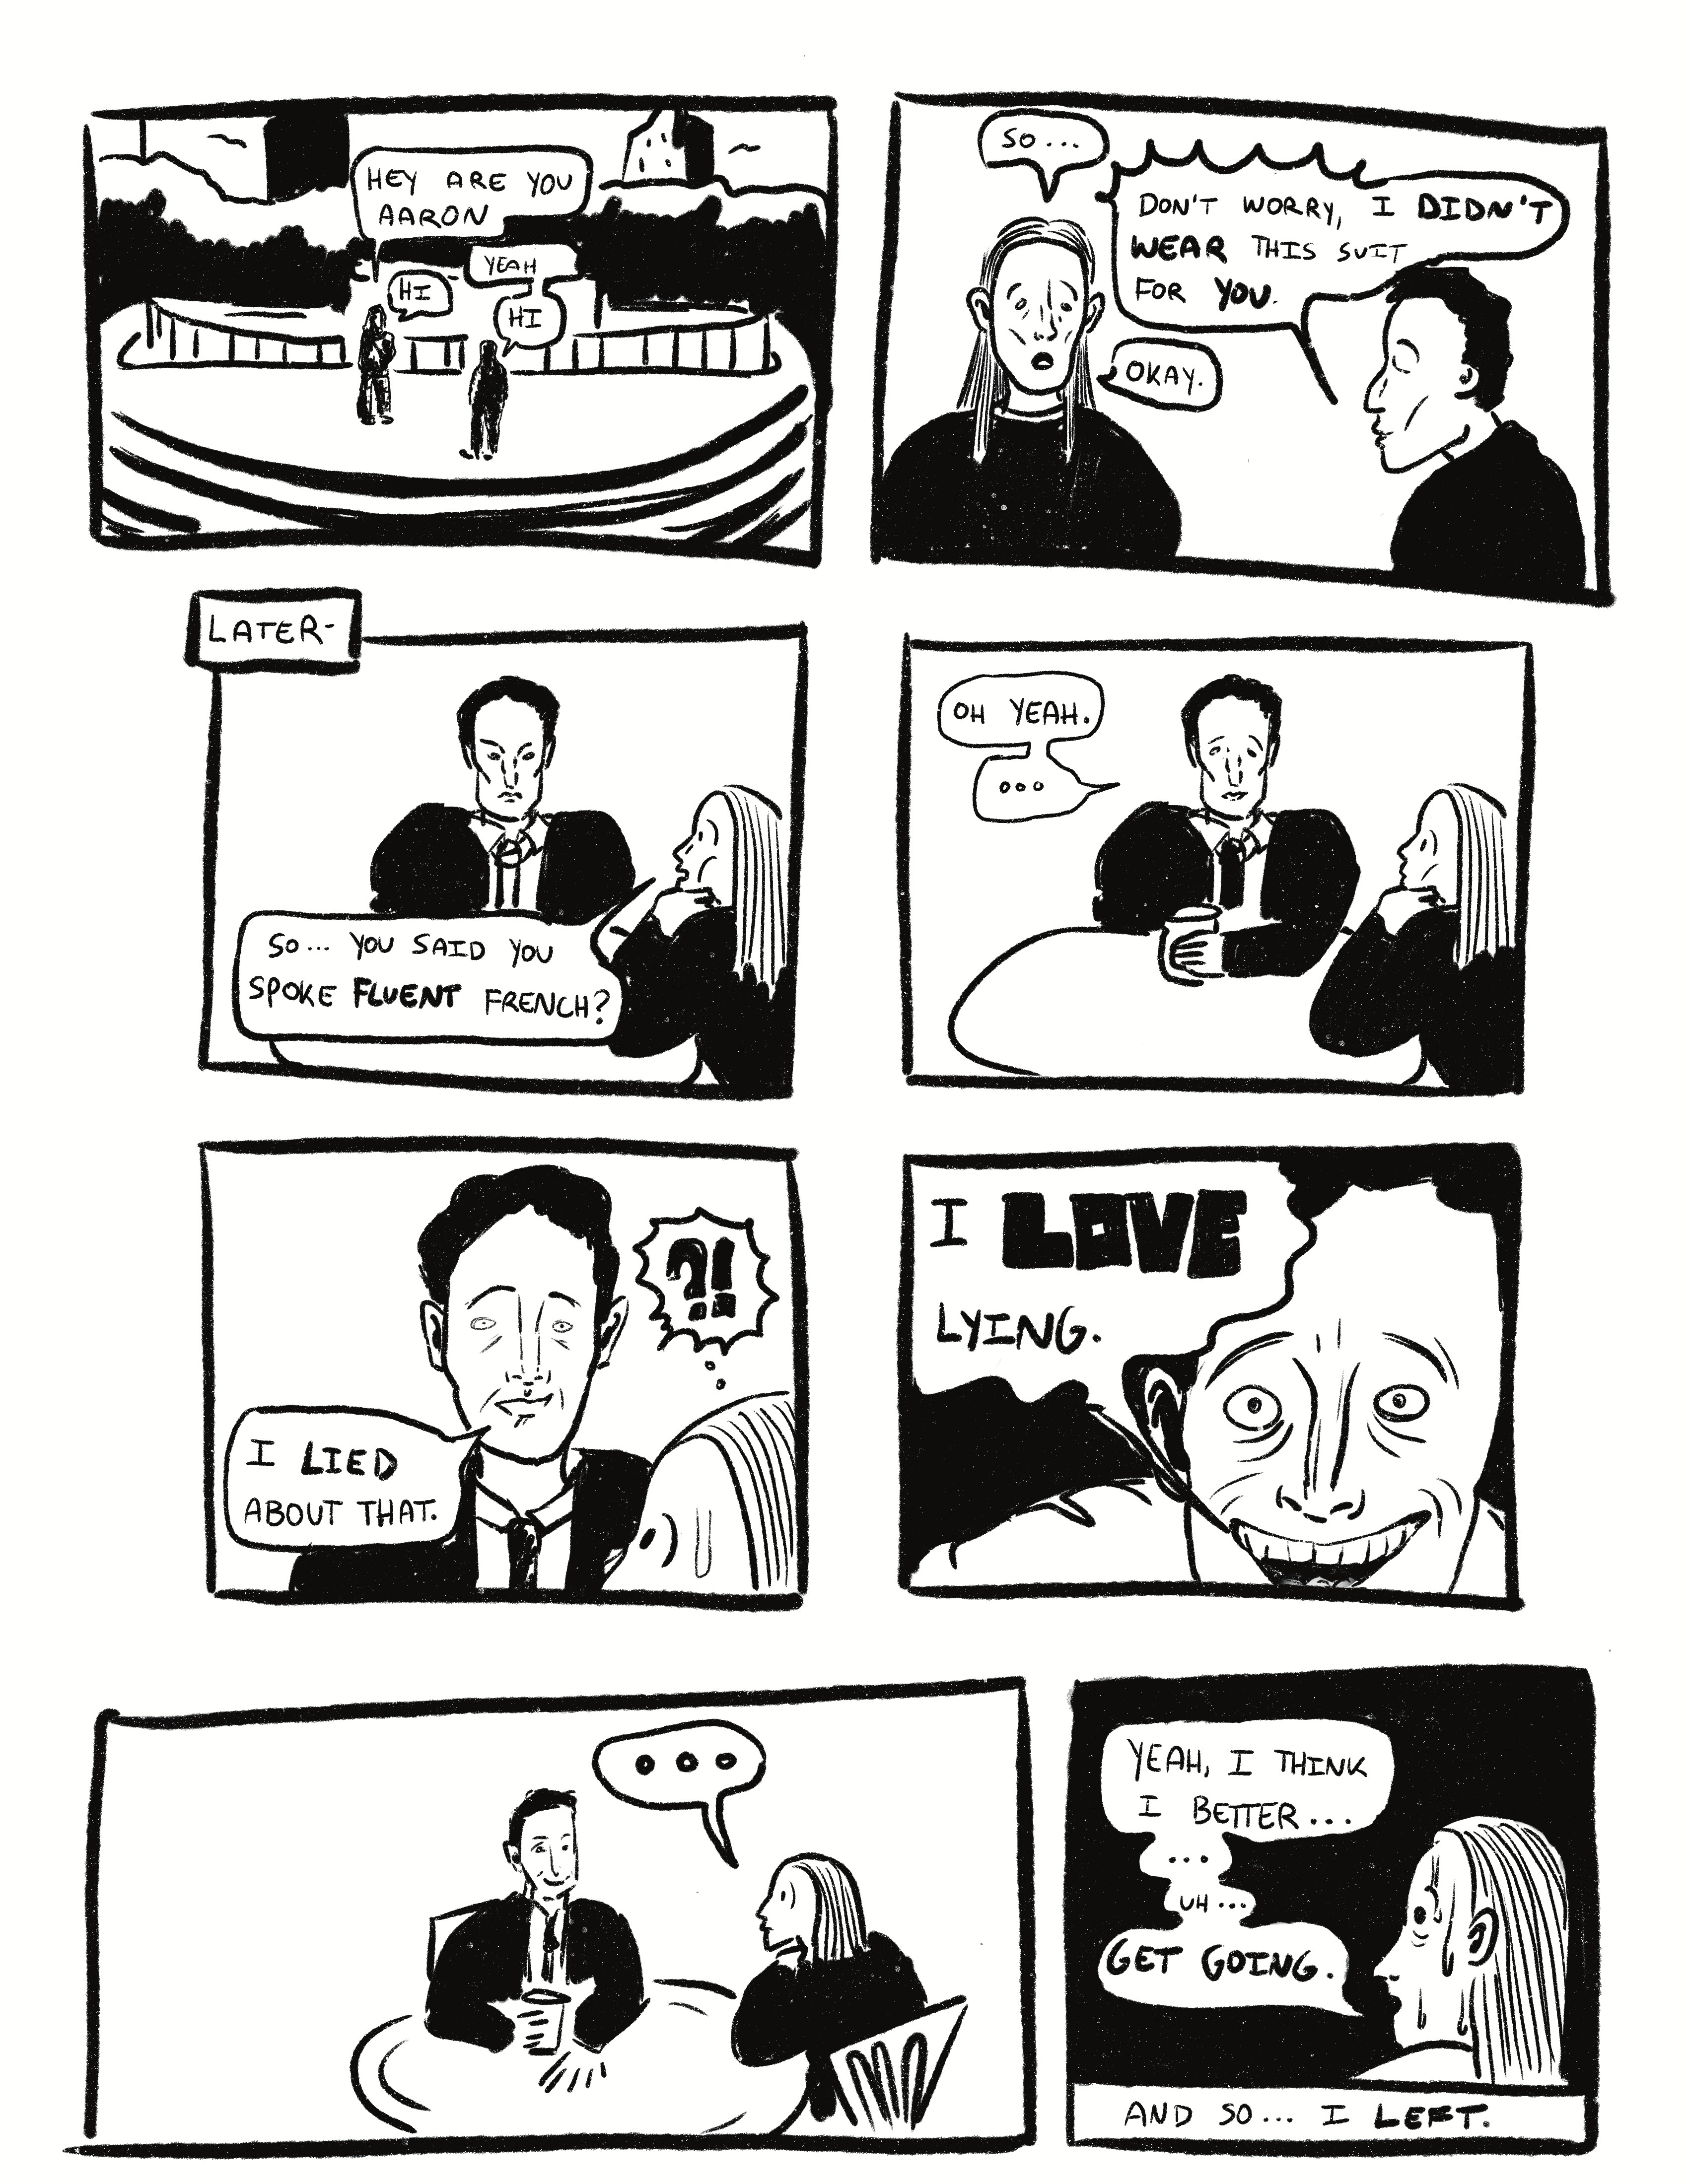 HEY ARE YOU
AARON
HI
YEAH
HI
SO...
DON'T WORRY, I DIDN'T
WEAR THIS SUIT
FOR YOU.
OKAY.
LATER-
SO... YOU SAID YOU
SPOKE FLUENT FRENCH?
OH YEAH.
...
I LIED
ABOUT THAT.
?!
I LOVE
LYING.
...
YEAH, I THINK
I BETTER...
...
UH...
GET GOING.
AND SO... I LEFT.